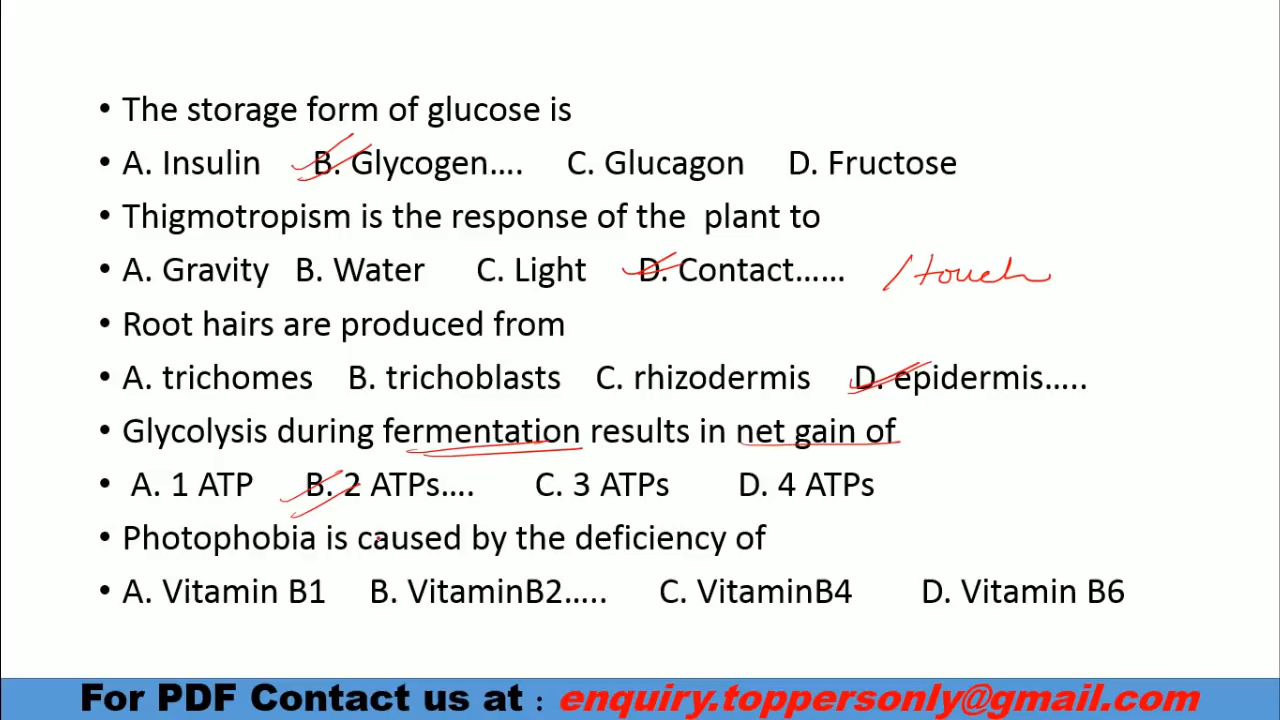 • The storage form of glucose is
• A. Insulin B. Glycogen.... C. Glucagon D. Fructose
• Thigmotropism is the response of the plant to
• A. Gravity B. Water C. Light D. Contact...... /touch
• Root hairs are produced from
• A. trichomes B. trichoblasts C. rhizodermis D. epidermis.....
• Glycolysis during fermentation results in net gain of
• A. 1 ATP B. 2 ATPs.... C. 3 ATPs D. 4 ATPs
• Photophobia is caused by the deficiency of
• A. Vitamin B1 B. VitaminB2..... C. VitaminB4 D. Vitamin B6
For PDF Contact us at : enquiry.toppersonly@gmail.com